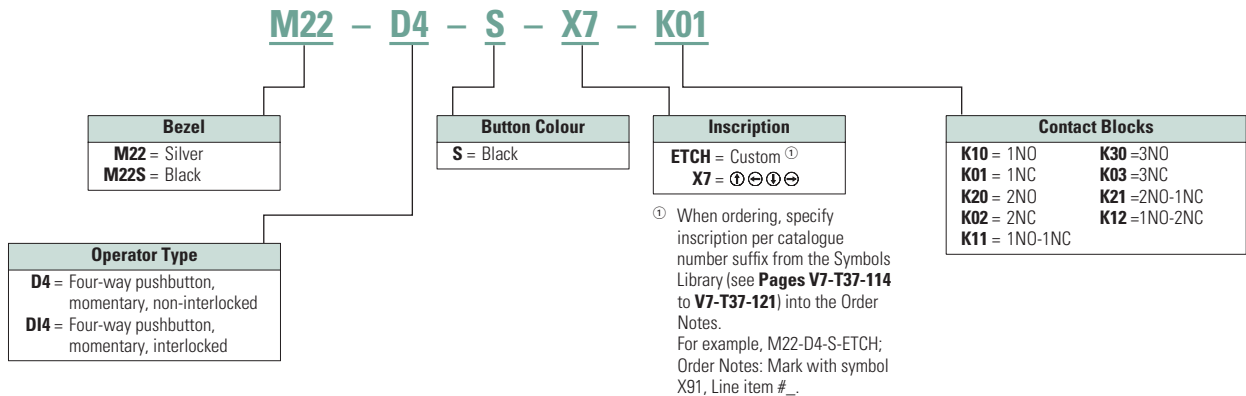 M22 – D4 – S – X7 – K01
Bezel
M22 = Silver
M22S = Black
Operator Type
D4 = Four-way pushbutton,
momentary, non-interlocked
DI4 = Four-way pushbutton,
momentary, interlocked
Button Colour
S = Black
Inscription
ETCH = Custom ①
X7 = 
① When ordering, specify
inscription per catalogue
number suffix from the Symbols
Library (see Pages V7-T37-114
to V7-T37-121) into the Order
Notes.
For example, M22-D4-S-ETCH;
Order Notes: Mark with symbol
X91, Line item #_.
Contact Blocks
K10 = 1NO K30 =3NO
K01 = 1NC K03 =3NC
K20 = 2NO K21 =2NO-1NC
K02 = 2NC K12 =1NO-2NC
K11 = 1NO-1NC